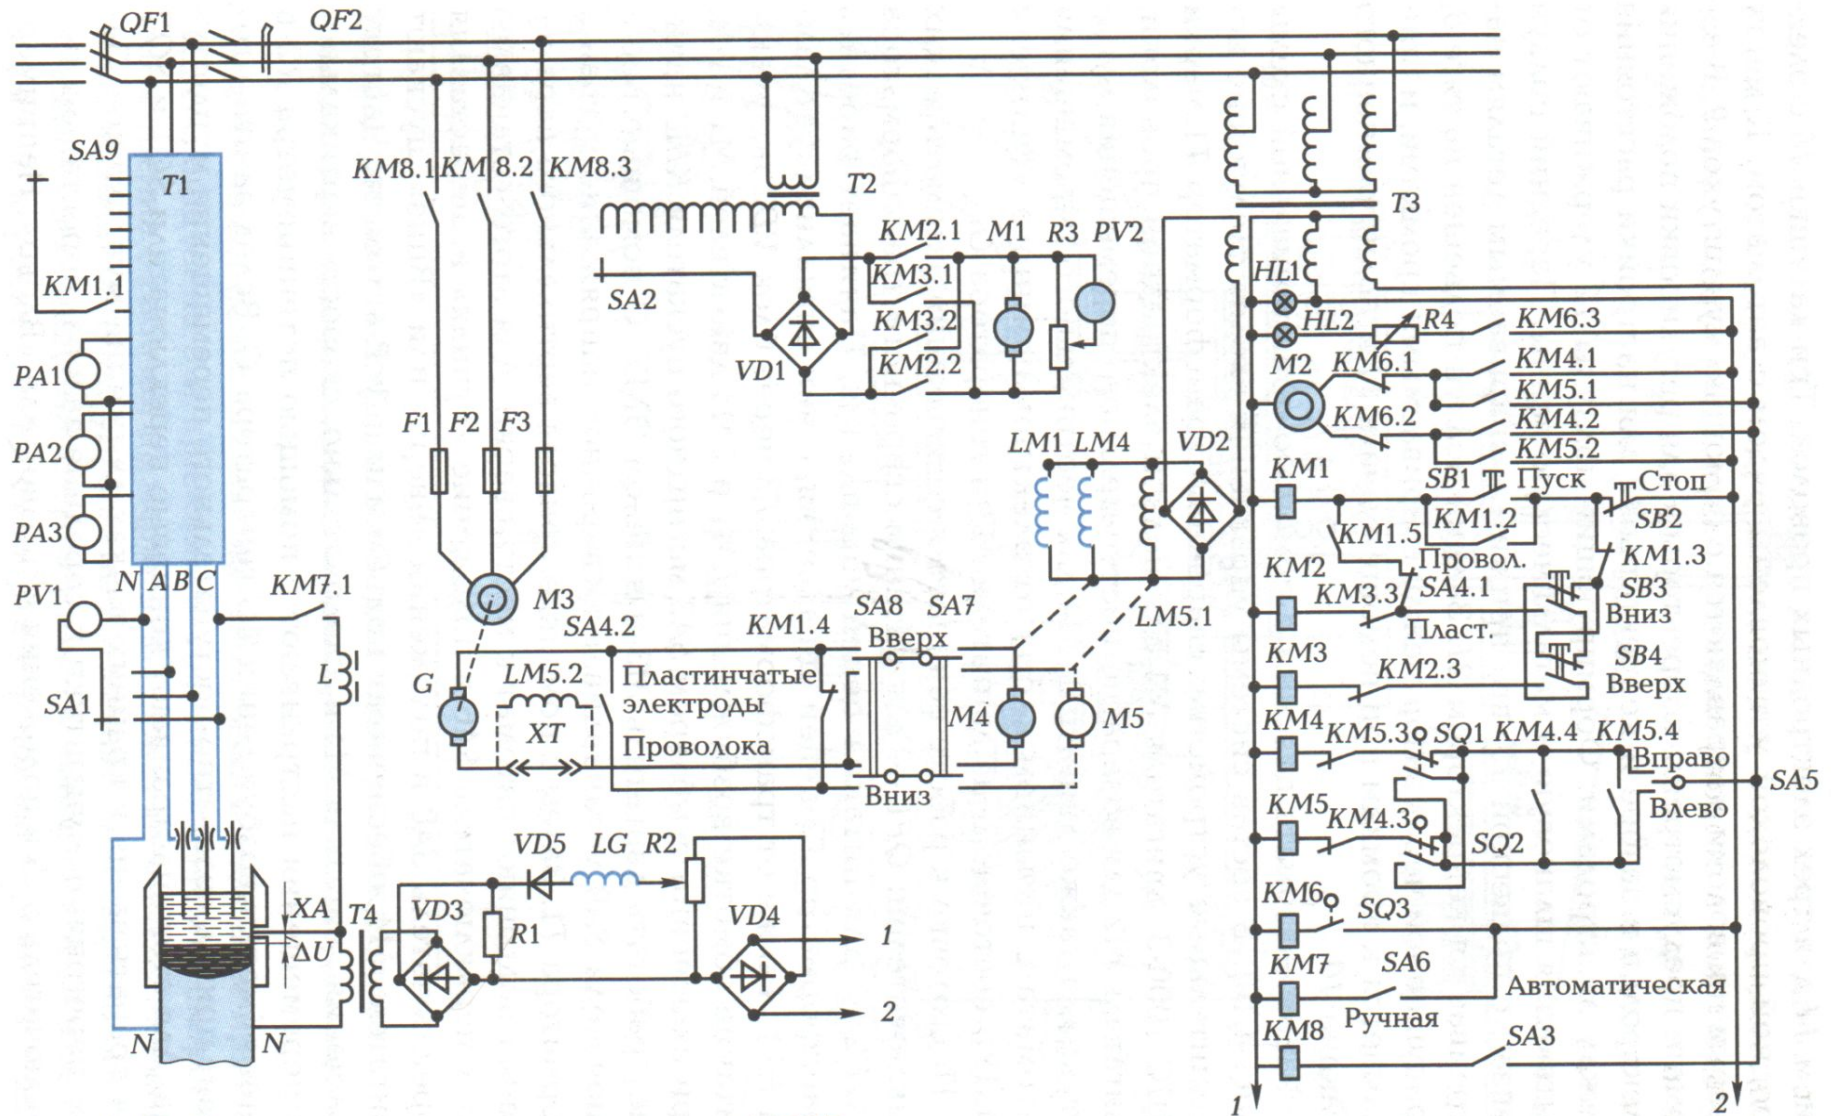 QF1 QF2
SA9
T1
KM8.1 KM 8.2 KM8.3
T2
T3
KM1.1
SA2
KM2.1 M1 R3 PV2
KM3.1
KM3.2
KM2.2
VD1
HL1
HL2 R4 KM6.3
M2 KM6.1 KM4.1
KM5.1
KM6.2 KM4.2
KM5.2
PA1
PA2
PA3
F1 F2 F3
LM1 LM4 VD2
KM1 SB1 Пуск Стоп
SB2
KM1.2
KM1.5
KM1.3
Провол.
KM2 SA4.1 SB3
KM3.3 Вниз
Пласт.
KM3 KM2.3 SB4
Вверх
N A B C
PV1
KM7.1
M3
LM5.1
SA4.2 KM1.4 SA8 SA7
Вверх
L
G LM5.2 Пластинчатые
электроды
XT
Проволока
M4 M5
Вниз
SA1
KM4 KM5.3 SQ1 KM4.4 KM5.4
Вправо
SA5
Влево
KM5 KM4.3
SQ2
VD5 LG R2
KM6 SQ3
XA T4 VD3 VD4
R1 1
ΔU
KM7 SA6 Автоматическая
Ручная
2
N N
KM8 SA3
1 2